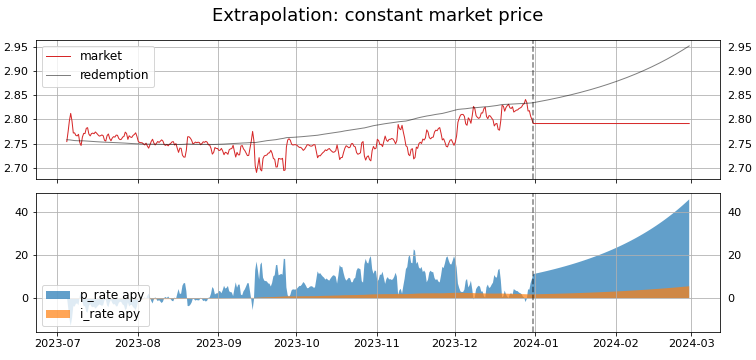 Extrapolation: constant market price
2.95 2.95
2.90 2.90
2.85 2.85
2.80 2.80
2.75 2.75
2.70 2.70
market
redemption
40 40
20 20
0 0
p_rate apy
i_rate apy
2023-07 2023-08 2023-09 2023-10 2023-11 2023-12 2024-01 2024-02 2024-03